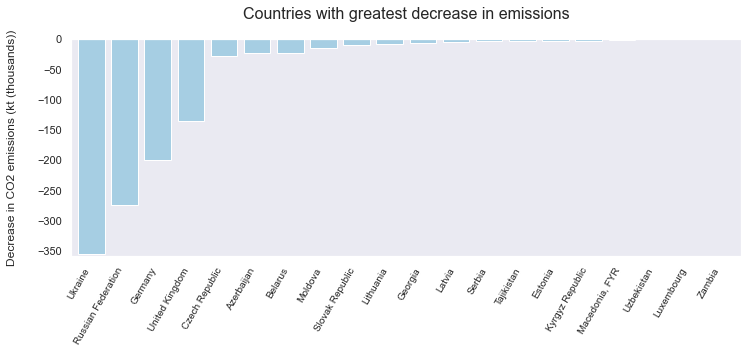 Countries with greatest decrease in emissions
Decrease in CO2 emissions (kt (thousands))
0
−50
−100
−150
−200
−250
−300
−350
Ukraine
Russian Federation
Germany
United Kingdom
Czech Republic
Azerbaijan
Belarus
Moldova
Slovak Republic
Lithuania
Georgia
Latvia
Serbia
Tajikistan
Estonia
Kyrgyz Republic
Macedonia, FYR
Uzbekistan
Luxembourg
Zambia